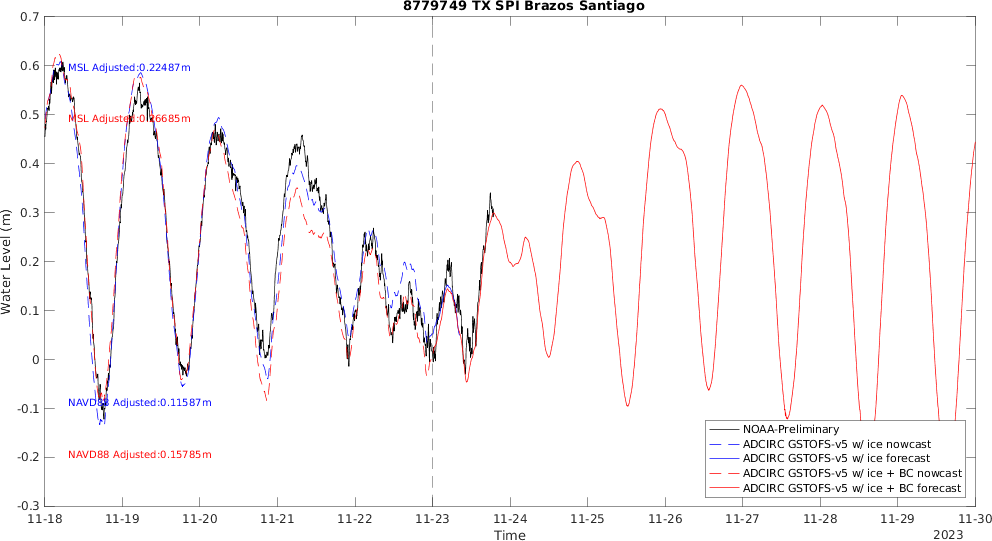 8779749 TX SPI Brazos Santiago
Water Level (m)
0.7
0.6
0.5
0.4
0.3
0.2
0.1
0
-0.1
-0.2
-0.3
MSL Adjusted:0.22487m
MSL Adjusted:0.26685m
NAVD88 Adjusted:0.11587m
NAVD88 Adjusted:0.15785m
NOAA-Preliminary
ADCIRC GSTOFS-v5 w/ ice nowcast
ADCIRC GSTOFS-v5 w/ ice forecast
ADCIRC GSTOFS-v5 w/ ice + BC nowcast
ADCIRC GSTOFS-v5 w/ ice + BC forecast
11-18 11-19 11-20 11-21 11-22 11-23 11-24 11-25 11-26 11-27 11-28 11-29 11-30
Time
2023